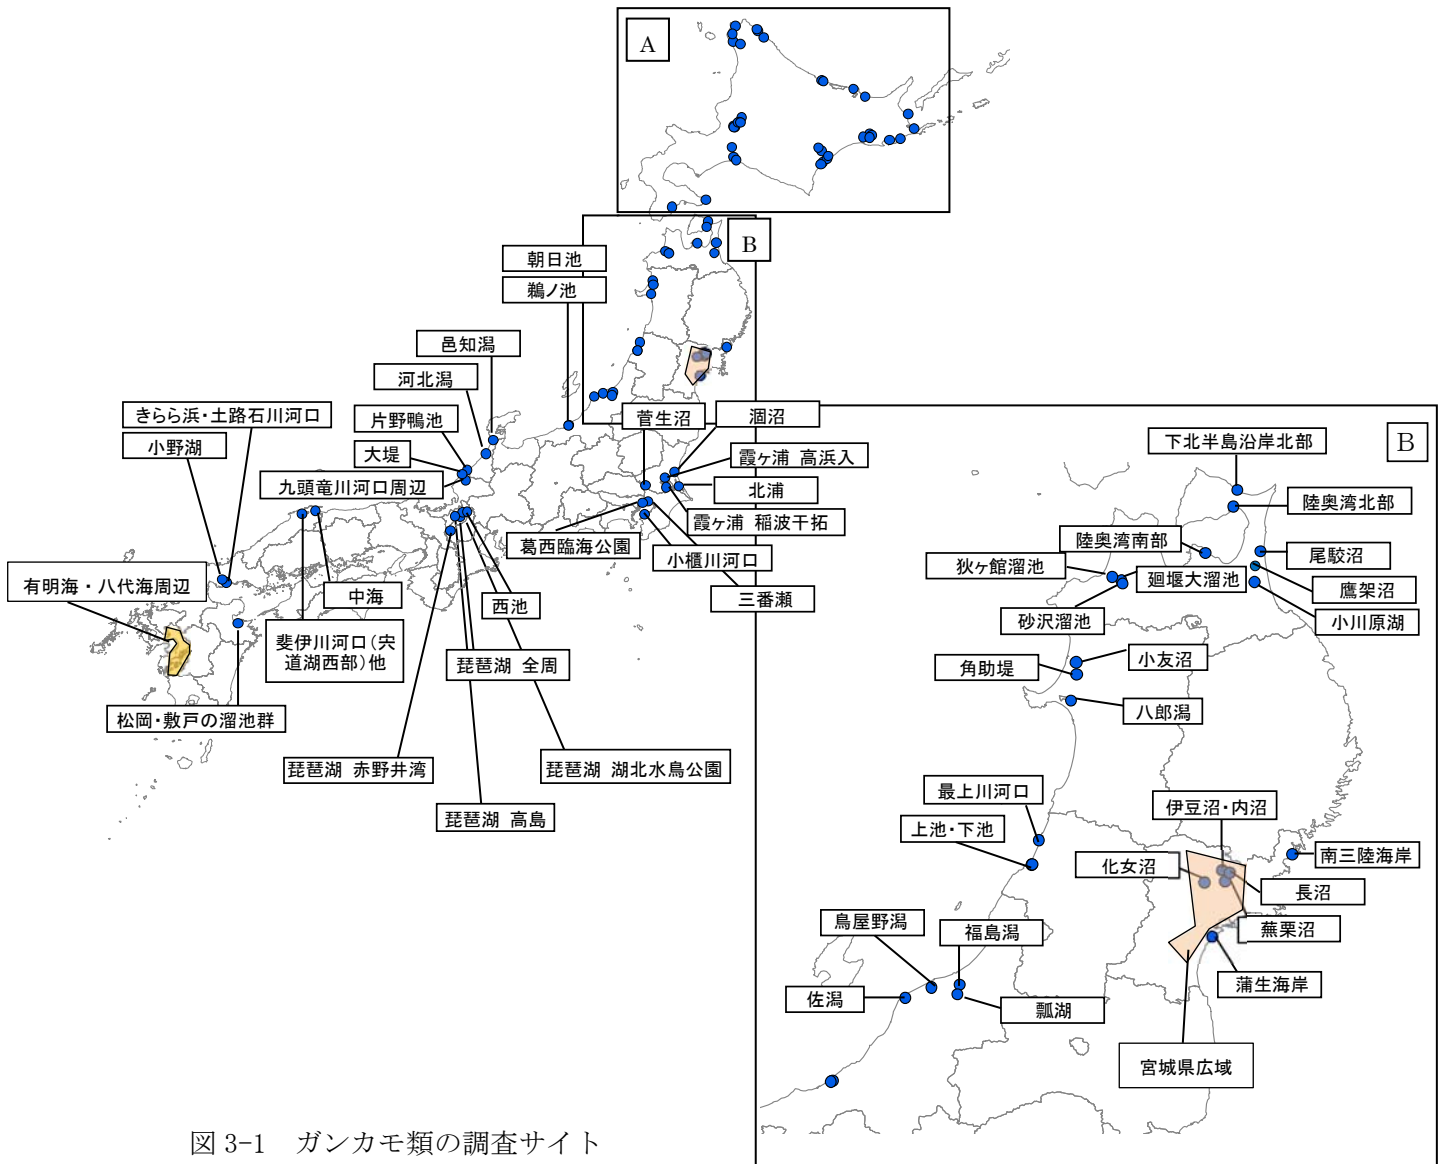 A
B
朝日池
鵜ノ池
邑知潟
河北潟
片野鴨池
大堤
九頭竜川河口周辺
きらら浜・土路石川河口
小野湖
有明海・八代海周辺
松岡・敷戸の溜池群
中海
斐伊川河口(宍
道湖西部)他
琵琶湖 赤野井湾
琵琶湖 高島
琵琶湖 湖北水鳥公園
琵琶湖 全周
西池
菅生沼
涸沼
霞ヶ浦 高浜入
北浦
霞ヶ浦 稲波干拓
葛西臨海公園
小櫃川河口
三番瀬
B
下北半島沿岸北部
陸奥湾北部
陸奥湾南部
尾駮沼
狄ヶ館溜池
廻堰大溜池
鷹架沼
砂沢溜池
小川原湖
小友沼
角助堤
八郎潟
最上川河口
上池・下池
伊豆沼・内沼
南三陸海岸
化女沼
長沼
蕪栗沼
蒲生海岸
鳥屋野潟
福島潟
佐潟
瓢湖
宮城県広域
図 3-1 ガンカモ類の調査サイト